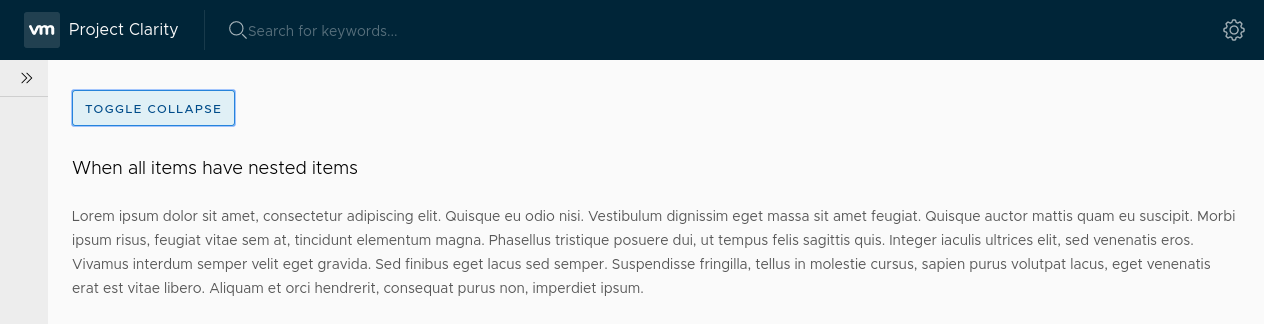 vm Project Clarity Search for keywords...
TOGGLE COLLAPSE
When all items have nested items
Lorem ipsum dolor sit amet, consectetur adipiscing elit. Quisque eu odio nisi. Vestibulum dignissim eget massa sit amet feugiat. Quisque auctor mattis quam eu suscipit. Morbi
ipsum risus, feugiat vitae sem at, tincidunt elementum magna. Phasellus tristique posuere dui, ut tempus felis sagittis quis. Integer iaculis ultrices elit, sed venenatis eros.
Vivamus interdum semper velit eget gravida. Sed finibus eget lacus sed semper. Suspendisse fringilla, tellus in molestie cursus, sapien purus volutpat lacus, eget venenatis
erat est vitae libero. Aliquam et orci hendrerit, consequat purus non, imperdiet ipsum.